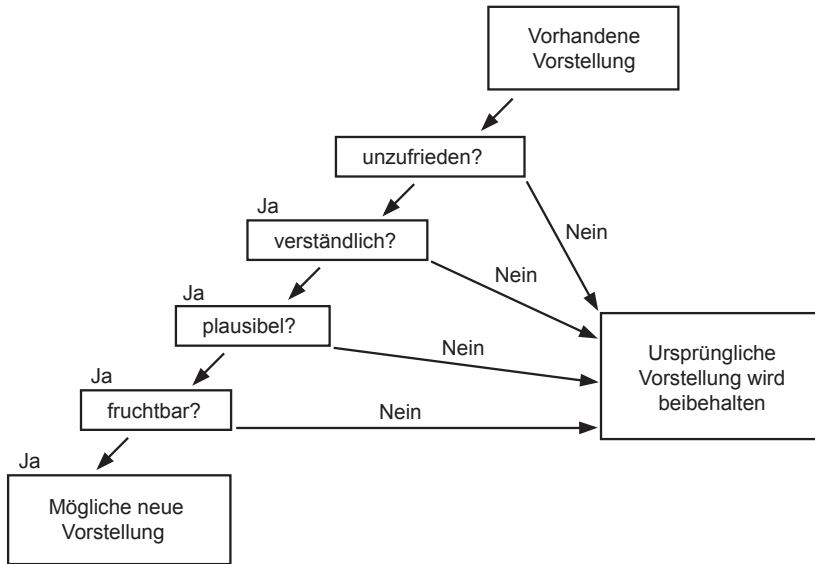 Vorhandene
Vorstellung
unzufrieden?
Ja
Nein
verständlich?
Nein
Ja
plausibel?
Nein
Ursprüngliche
Vorstellung wird
beibehalten
Ja
fruchtbar?
Nein
Ja
Mögliche neue
Vorstellung